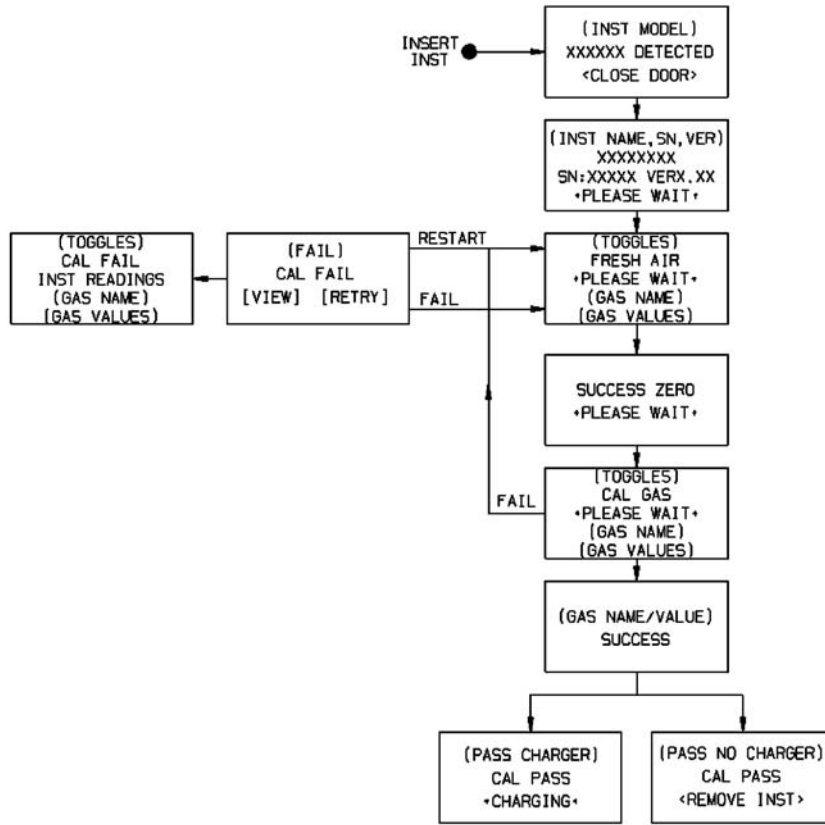 INSERT
INST
(INST MODEL)
XXXXXX DETECTED
<CLOSE DOOR>
(INST NAME,SN,VER)
XXXXXXXX
SN:XXXXX VERX.XX
*PLEASE WAIT*
(TOGGLES)
CAL FAIL
INST READINGS
(GAS NAME)
(GAS VALUES)
(FAIL)
CAL FAIL
[VIEW] [RETRY]
RESTART
FAIL
(TOGGLES)
FRESH AIR
*PLEASE WAIT*
(GAS NAME)
(GAS VALUES)
SUCCESS ZERO
*PLEASE WAIT*
FAIL
(TOGGLES)
CAL GAS
*PLEASE WAIT*
(GAS NAME)
(GAS VALUES)
(GAS NAME/VALUE)
SUCCESS
(PASS CHARGER)
CAL PASS
*CHARGING*
(PASS NO CHARGER)
CAL PASS
<REMOVE INST>